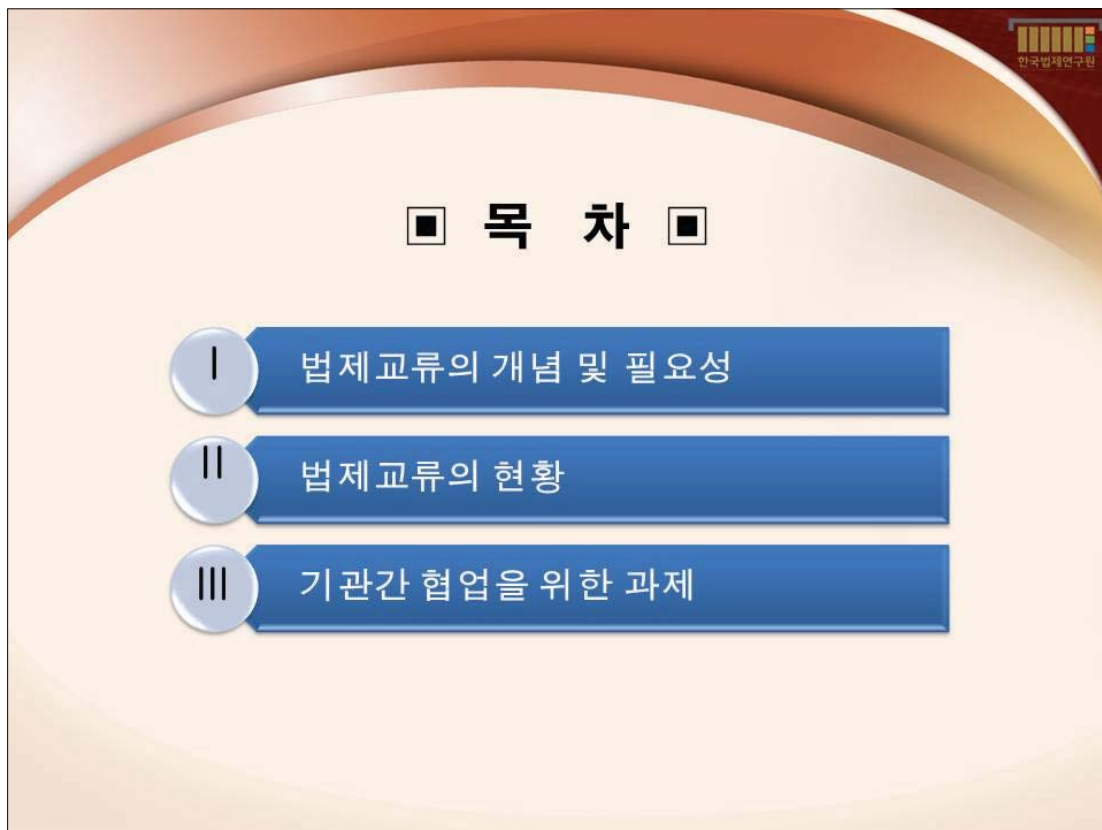 한국법제연구원
▣ 목 차 ▣
I 법제교류의 개념 및 필요성
II 법제교류의 현황
III 기관간 협업을 위한 과제